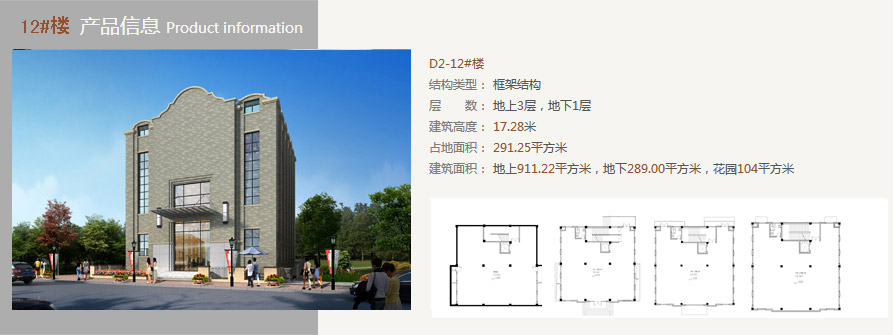 12#楼 产品信息 Product information
D2-12#楼
结构类型： 框架结构
层 数： 地上3层，地下1层
建筑高度： 17.28米
占地面积： 291.25平方米
建筑面积： 地上911.22平方米，地下289.00平方米，花园104平方米